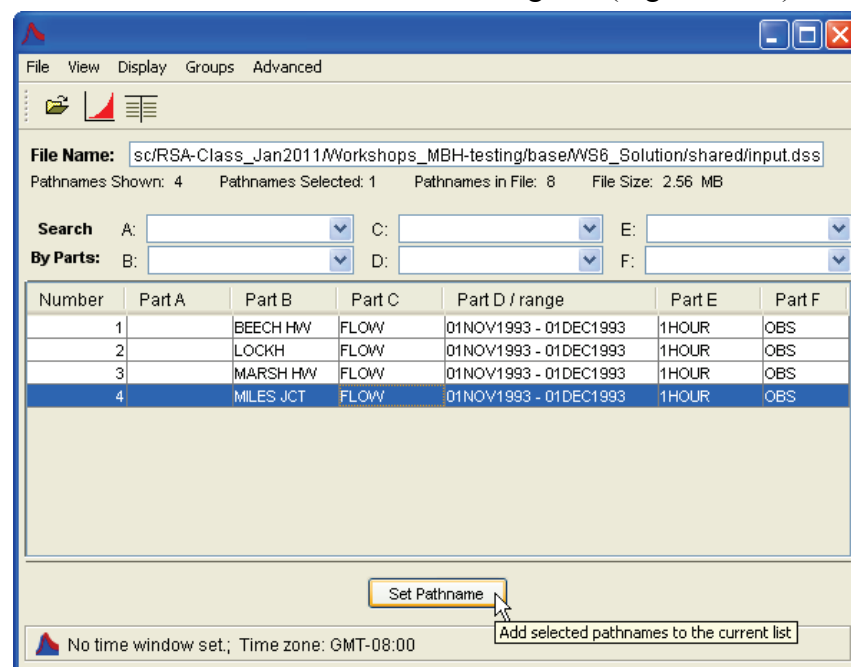 File View Display Groups Advanced
File Name: sc/RSA-Class_Jan2011/Workshops_MBH-testing/base/WS6_Solution/shared/input.dss
Pathnames Shown: 4 Pathnames Selected: 1 Pathnames in File: 8 File Size: 2.56 MB
Search A: C: E:
By Parts: B: D: F:
Number Part A Part B Part C Part D / range Part E Part F
1 BEECH HW FLOW 01NOV1993 - 01DEC1993 1HOUR OBS
2 LOCKH FLOW 01NOV1993 - 01DEC1993 1HOUR OBS
3 MARSH HW FLOW 01NOV1993 - 01DEC1993 1HOUR OBS
4 MILES JCT FLOW 01NOV1993 - 01DEC1993 1HOUR OBS
Set Pathname
Add selected pathnames to the current list
No time window set.; Time zone: GMT-08:00